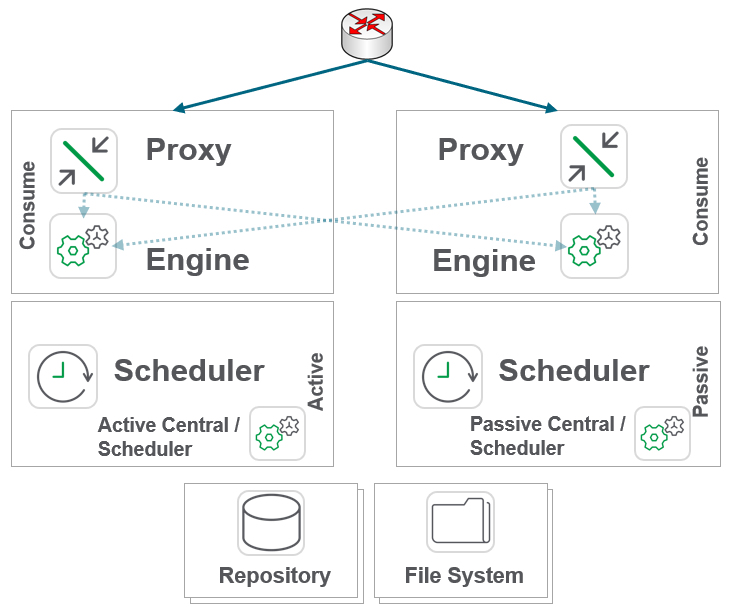 Proxy
Consume
Engine
Proxy
Consume
Engine
Scheduler
Active
Active Central /
Scheduler
Scheduler
Passive
Passive Central /
Scheduler
Repository
File System